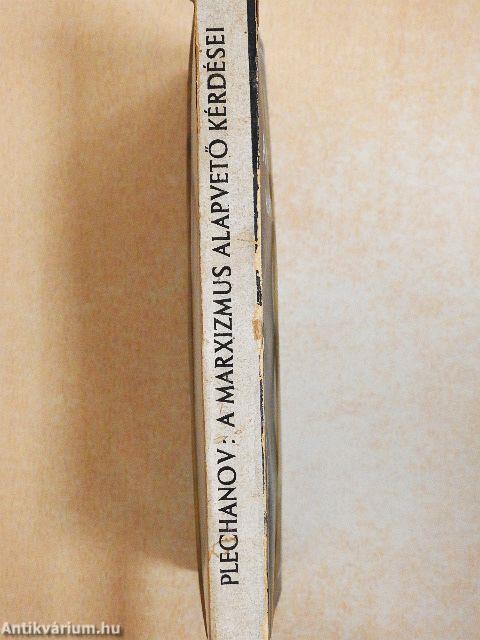 PLECHANOV: A MARXIZMUS ALAPVETŐ KÉRDÉSEI
Antikvárium.hu